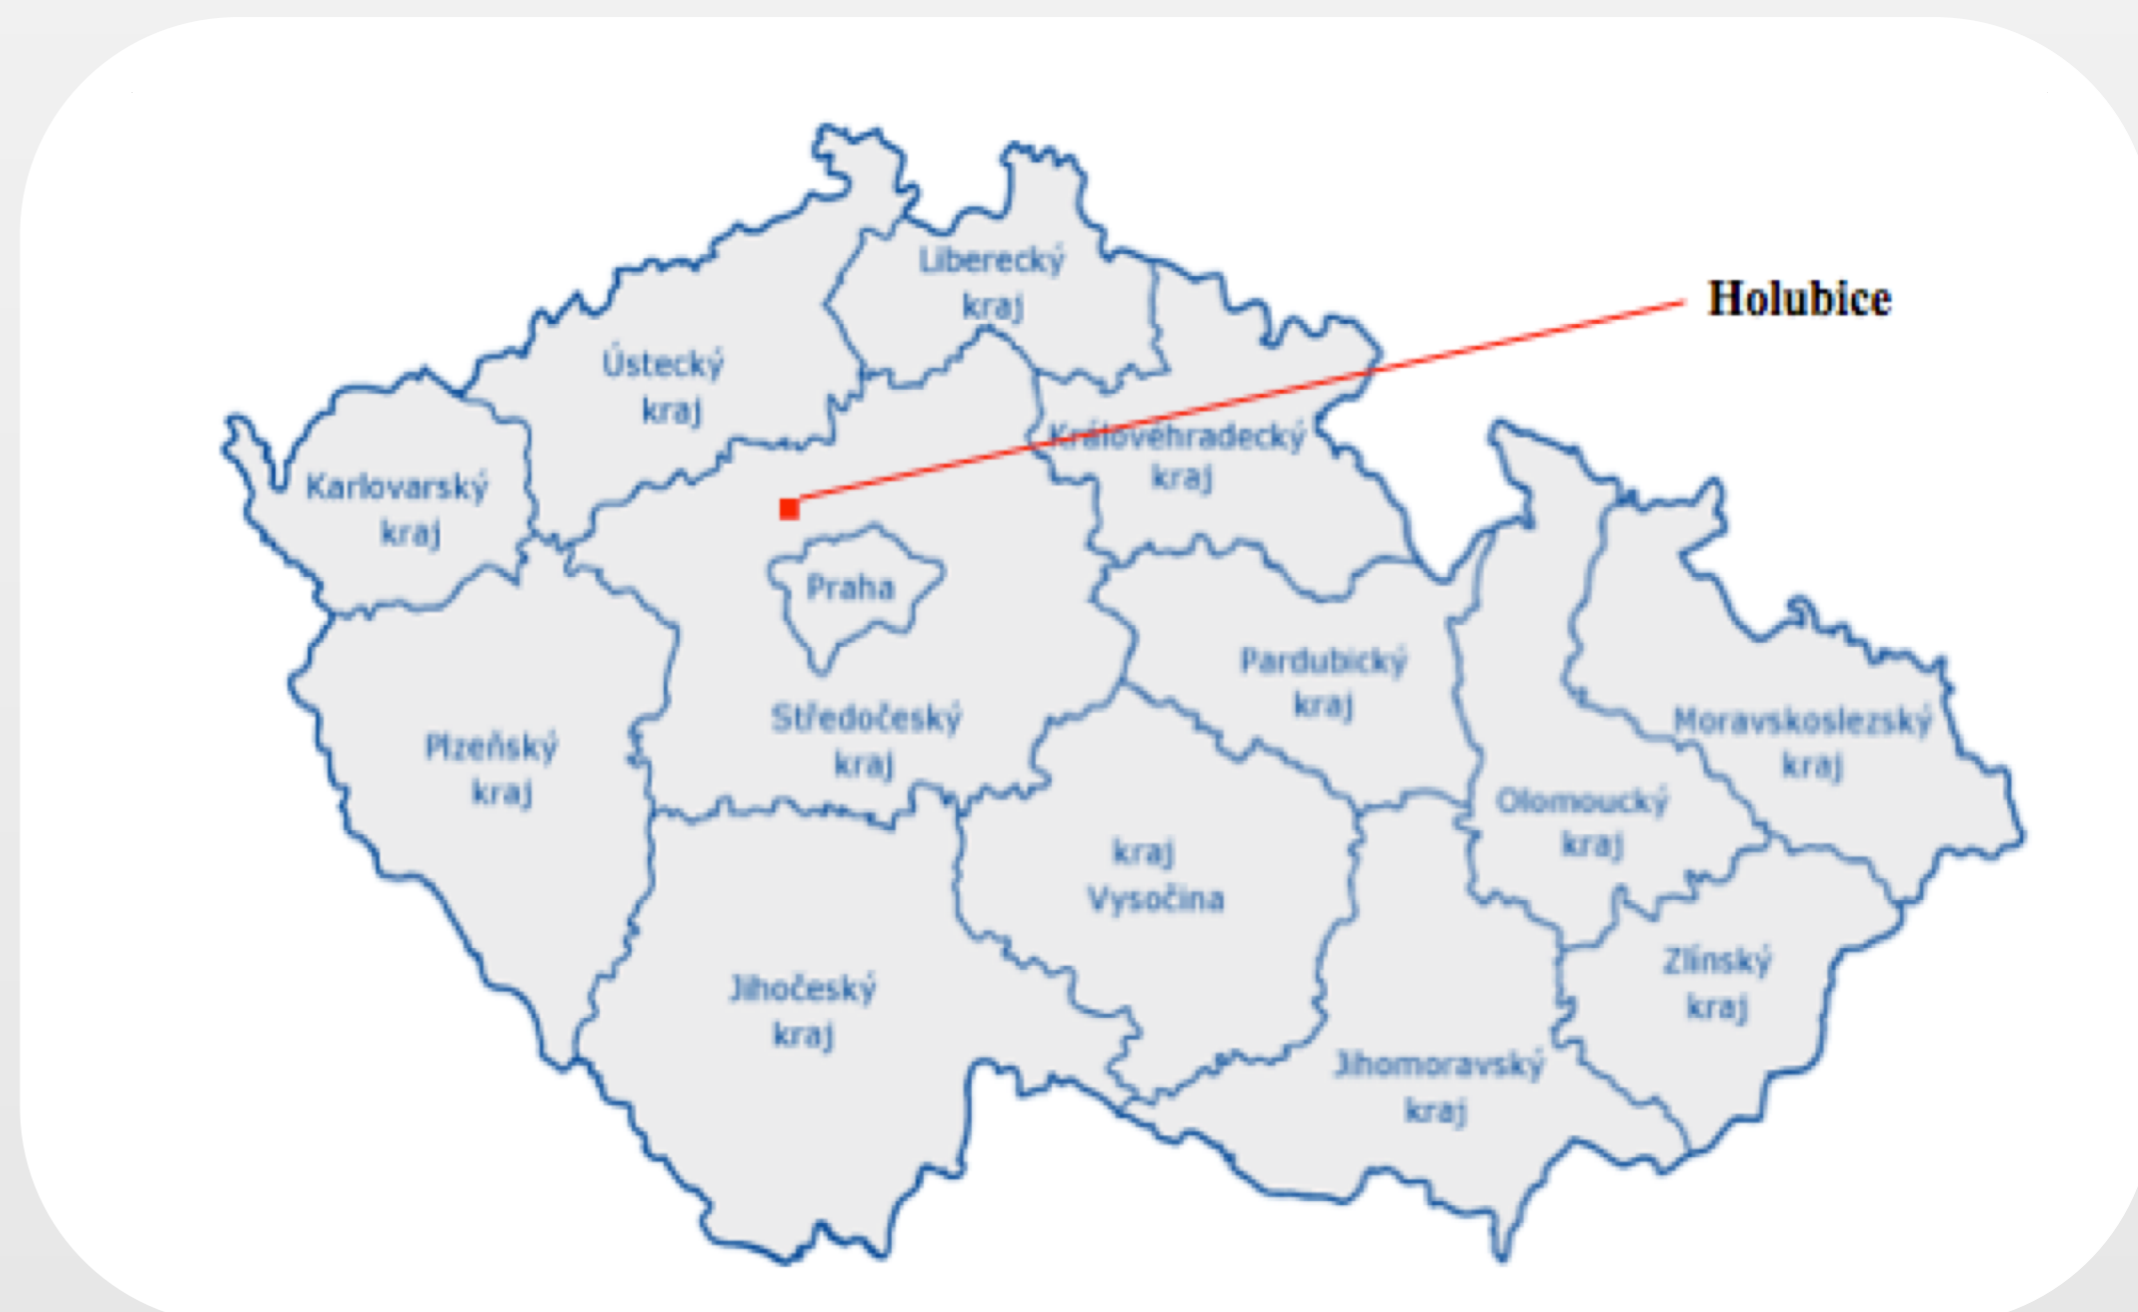 Liberecký
kraj
Holubice
Ústecký
kraj
Královéhradecký
kraj
Karlovarský
kraj
Praha
Pardubický
kraj
Středočeský
kraj
Plzeňský
kraj
Moravskoslezský
kraj
Olomoucký
kraj
kraj
Vysočina
Zlínský
kraj
Jihočeský
kraj
Jihomoravský
kraj